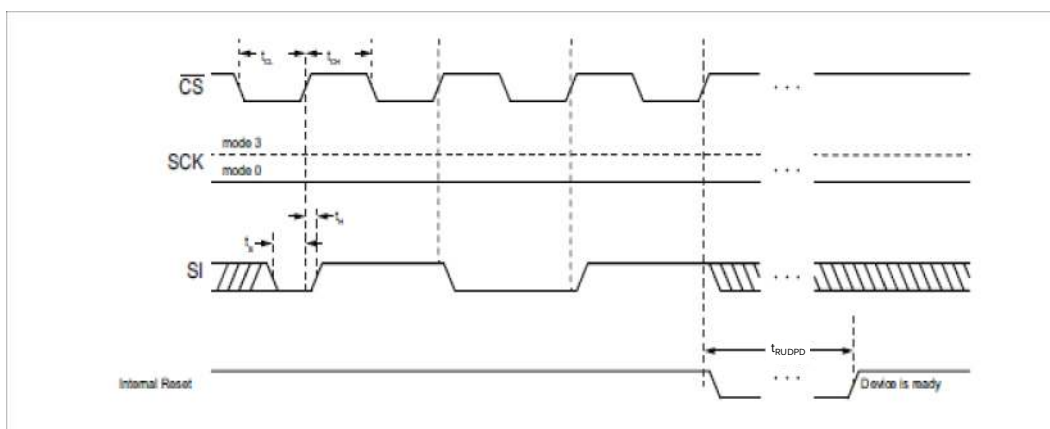 tCL
tCH
CS
mode 3
SCK
mode 0
. . .
tH
tS
SI
. . .
tRUDPD
Internal Reset
. . .
Device is ready